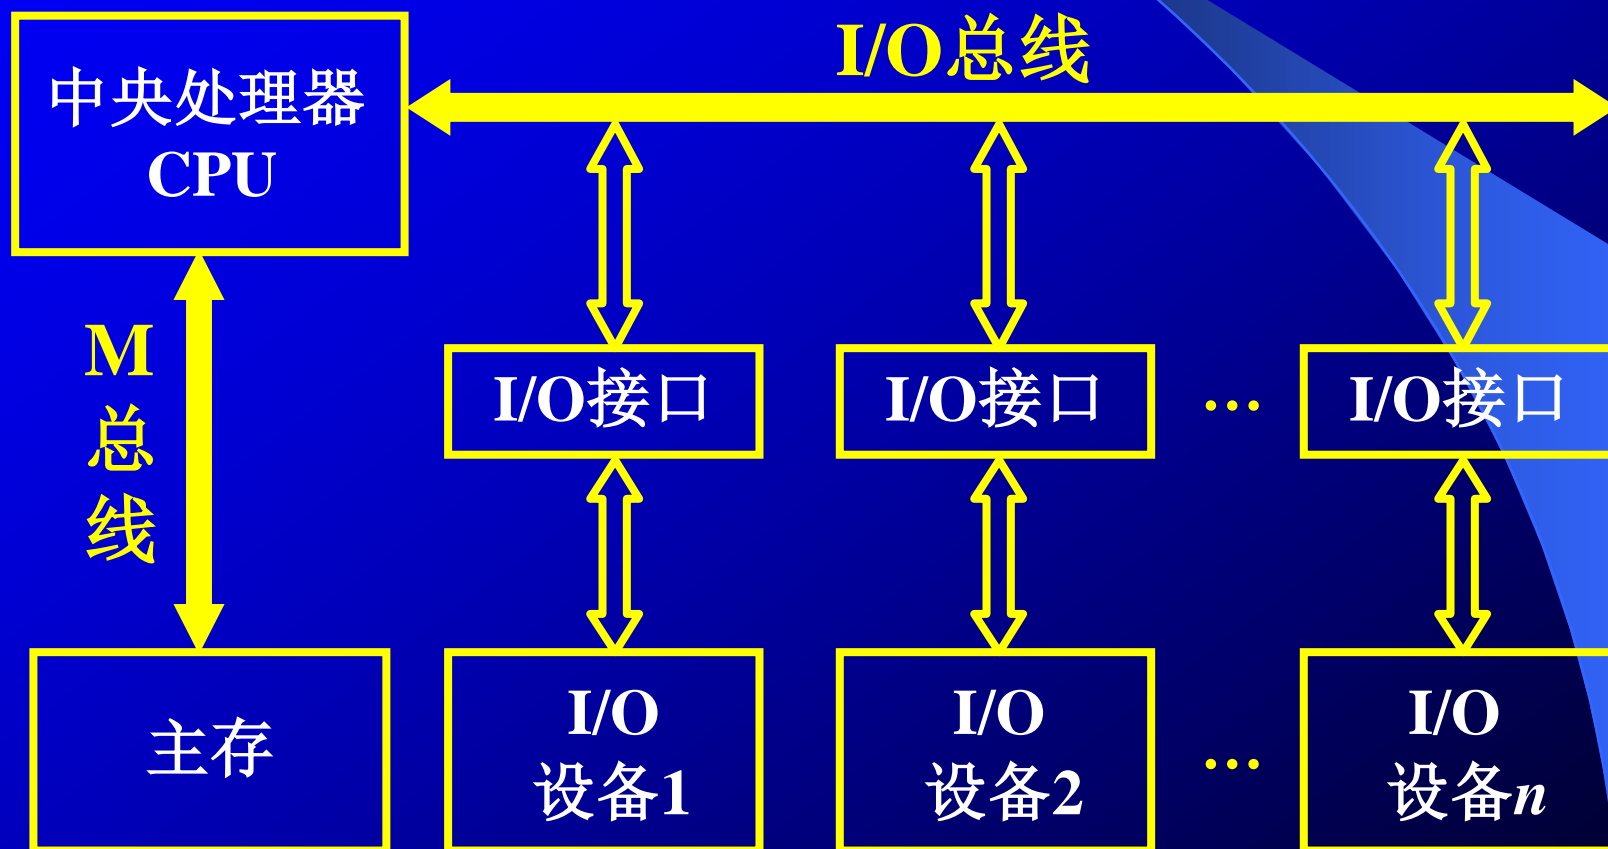 中央处理器
CPU
I/O总线
M
总
线
I/O接口
I/O接口
…
I/O接口
主存
I/O
设备1
I/O
设备2
…
I/O
设备n